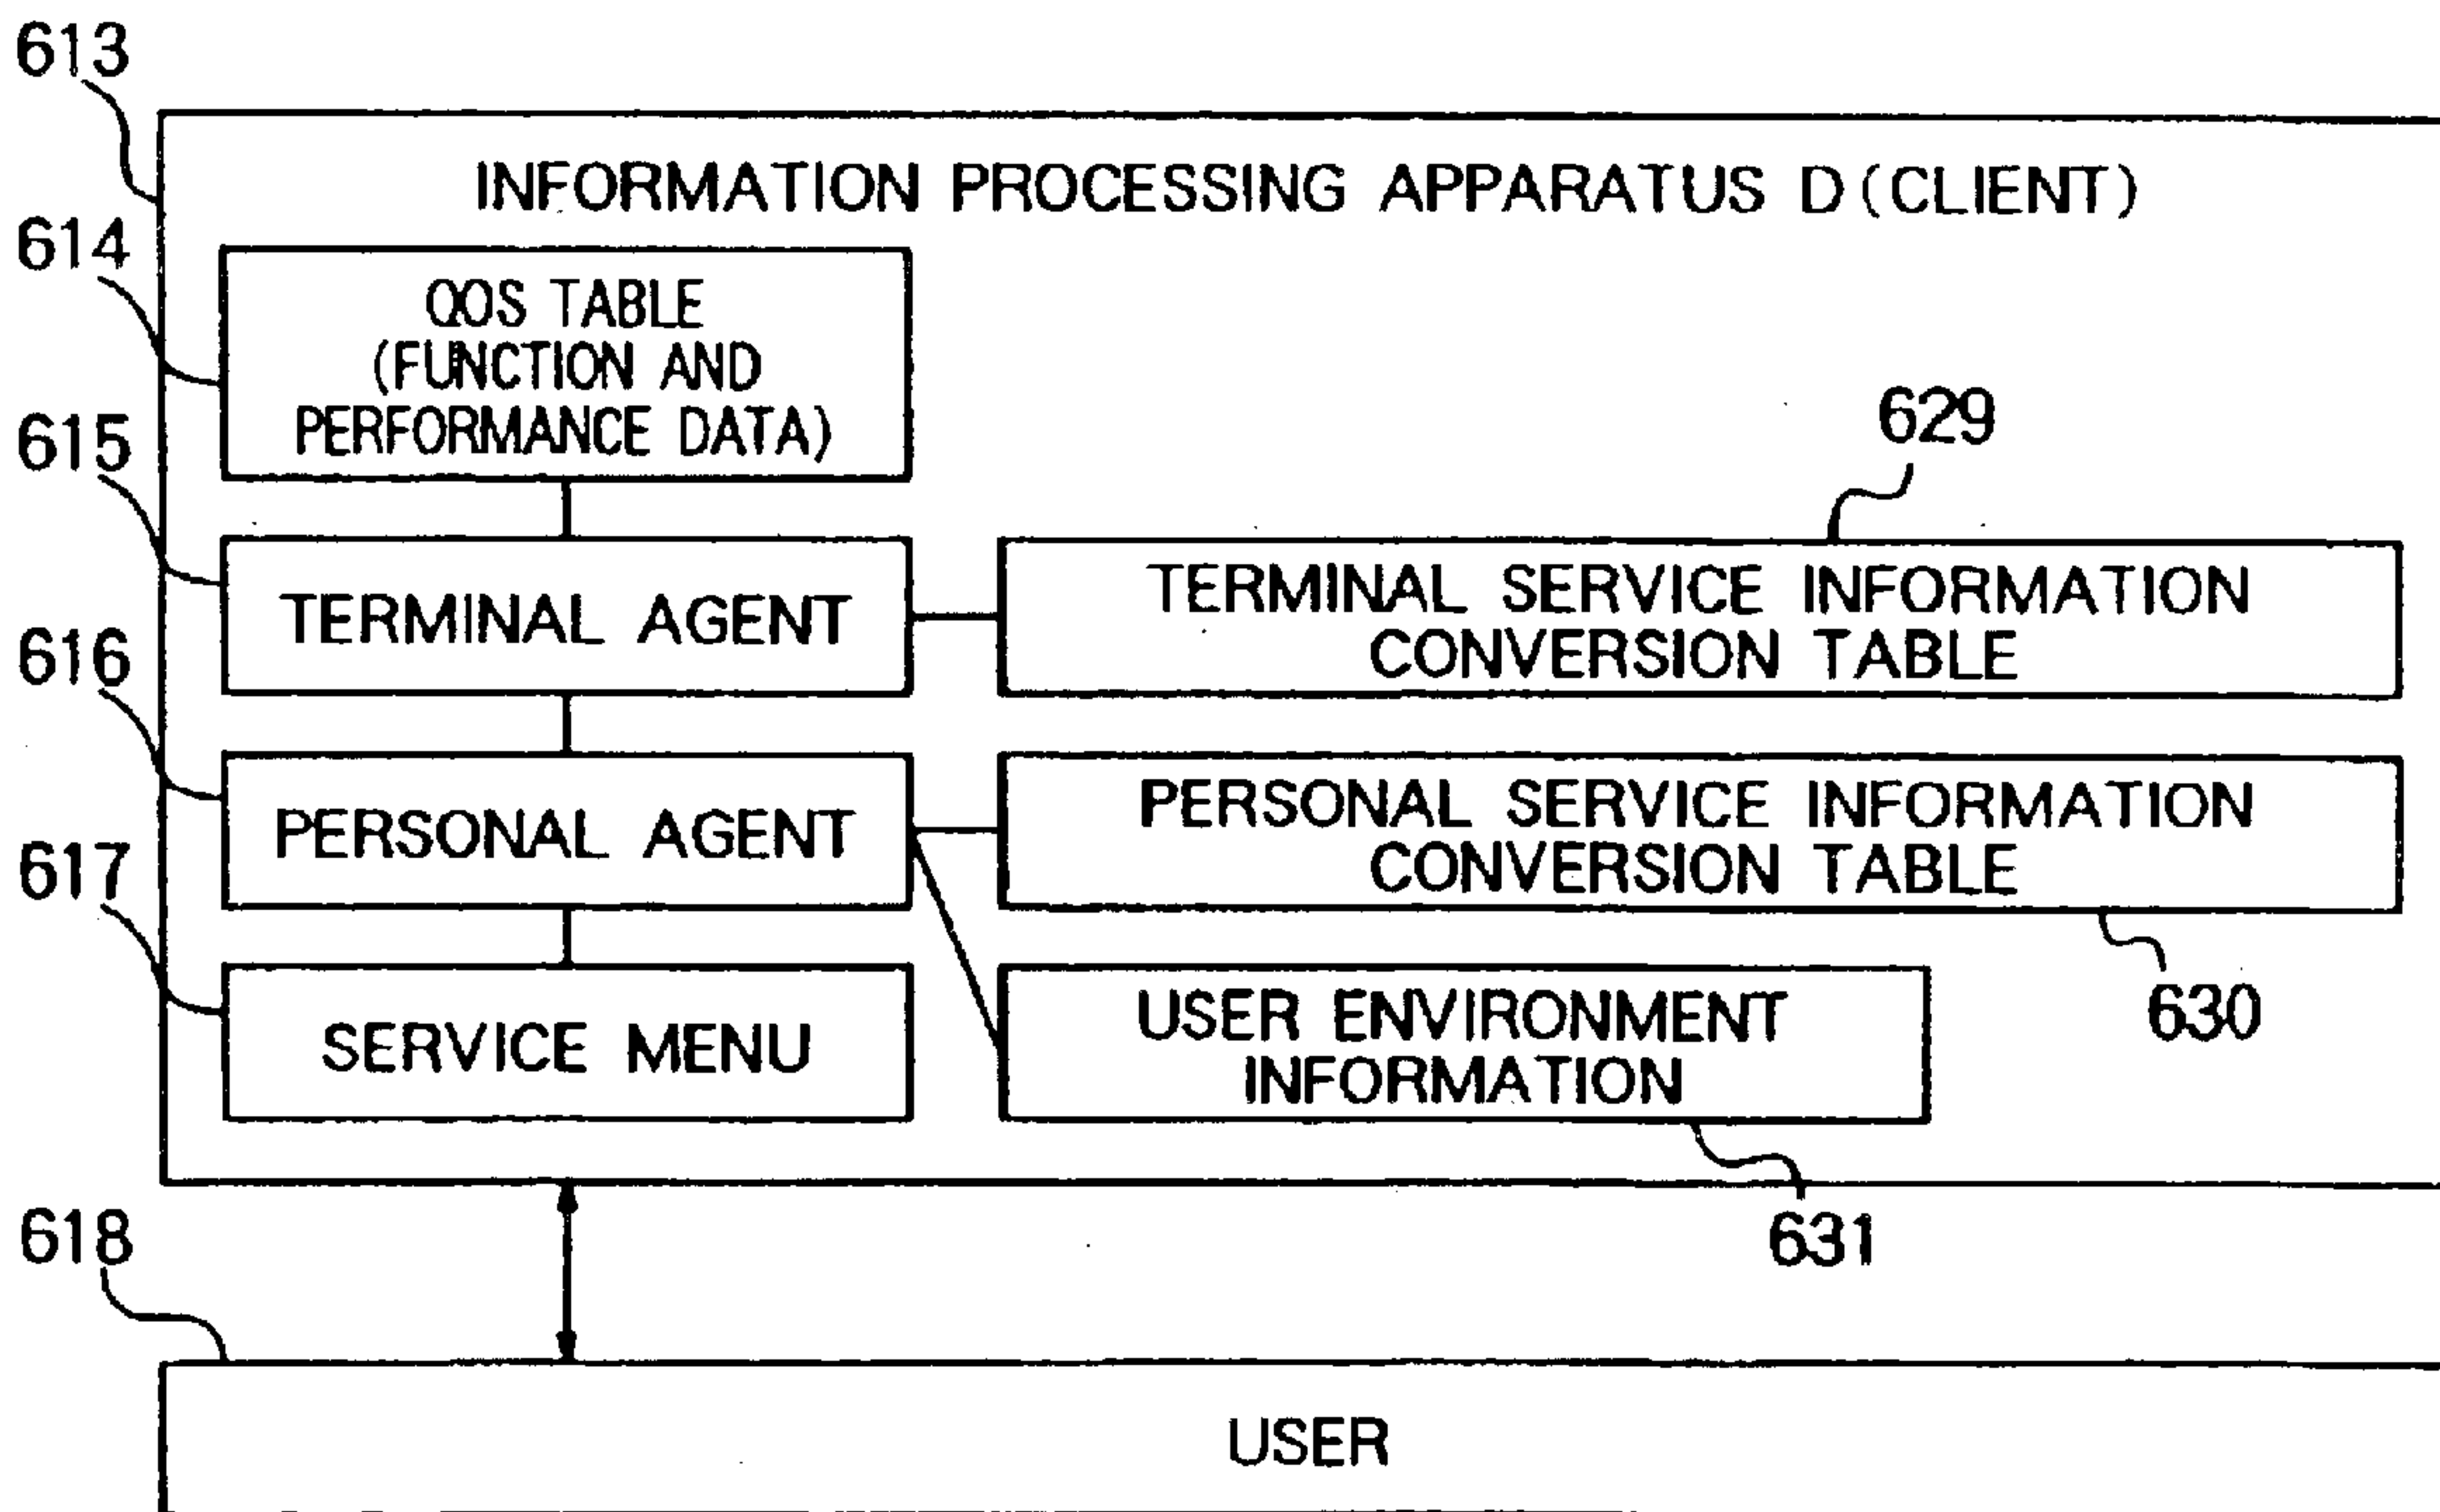 613
INFORMATION PROCESSING APPARATUS D (CLIENT)
614
QOS TABLE
(FUNCTION AND
PERFORMANCE DATA)
615
629
TERMINAL AGENT
TERMINAL SERVICE INFORMATION
CONVERSION TABLE
616
PERSONAL AGENT
PERSONAL SERVICE INFORMATION
CONVERSION TABLE
617
630
SERVICE MENU
USER ENVIRONMENT
INFORMATION
631
618
USER